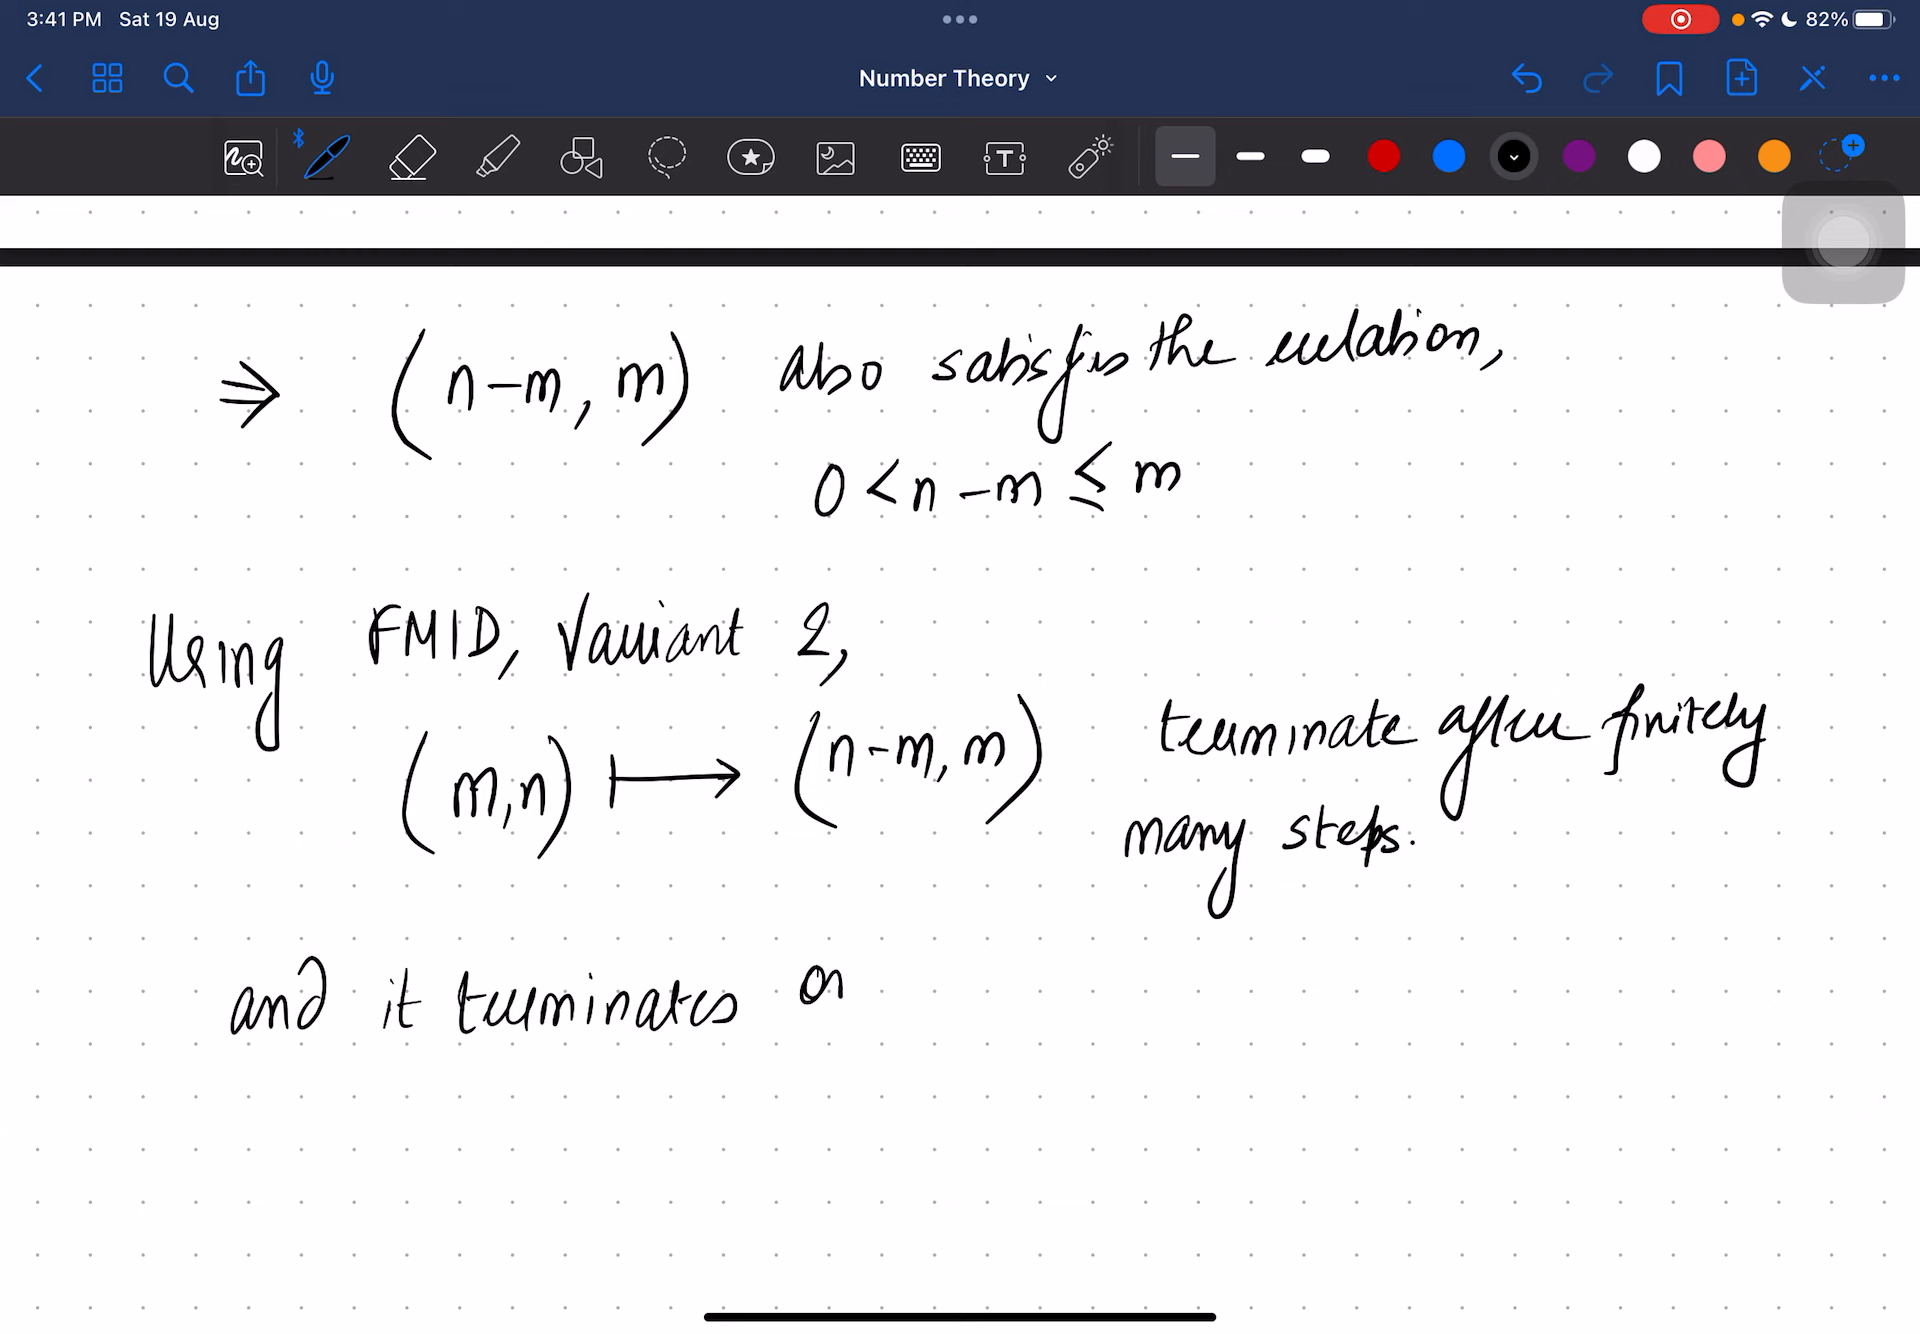 3:41 PM Sat 19 Aug
82%
Number Theory
⇒ (n-m, m) also satisfies the relation,
0 < n-m ≤ m
Using FMID, Variant 2,
(m,n) ⟼ (n-m, m) terminate after finitely
many steps.
and it terminates on